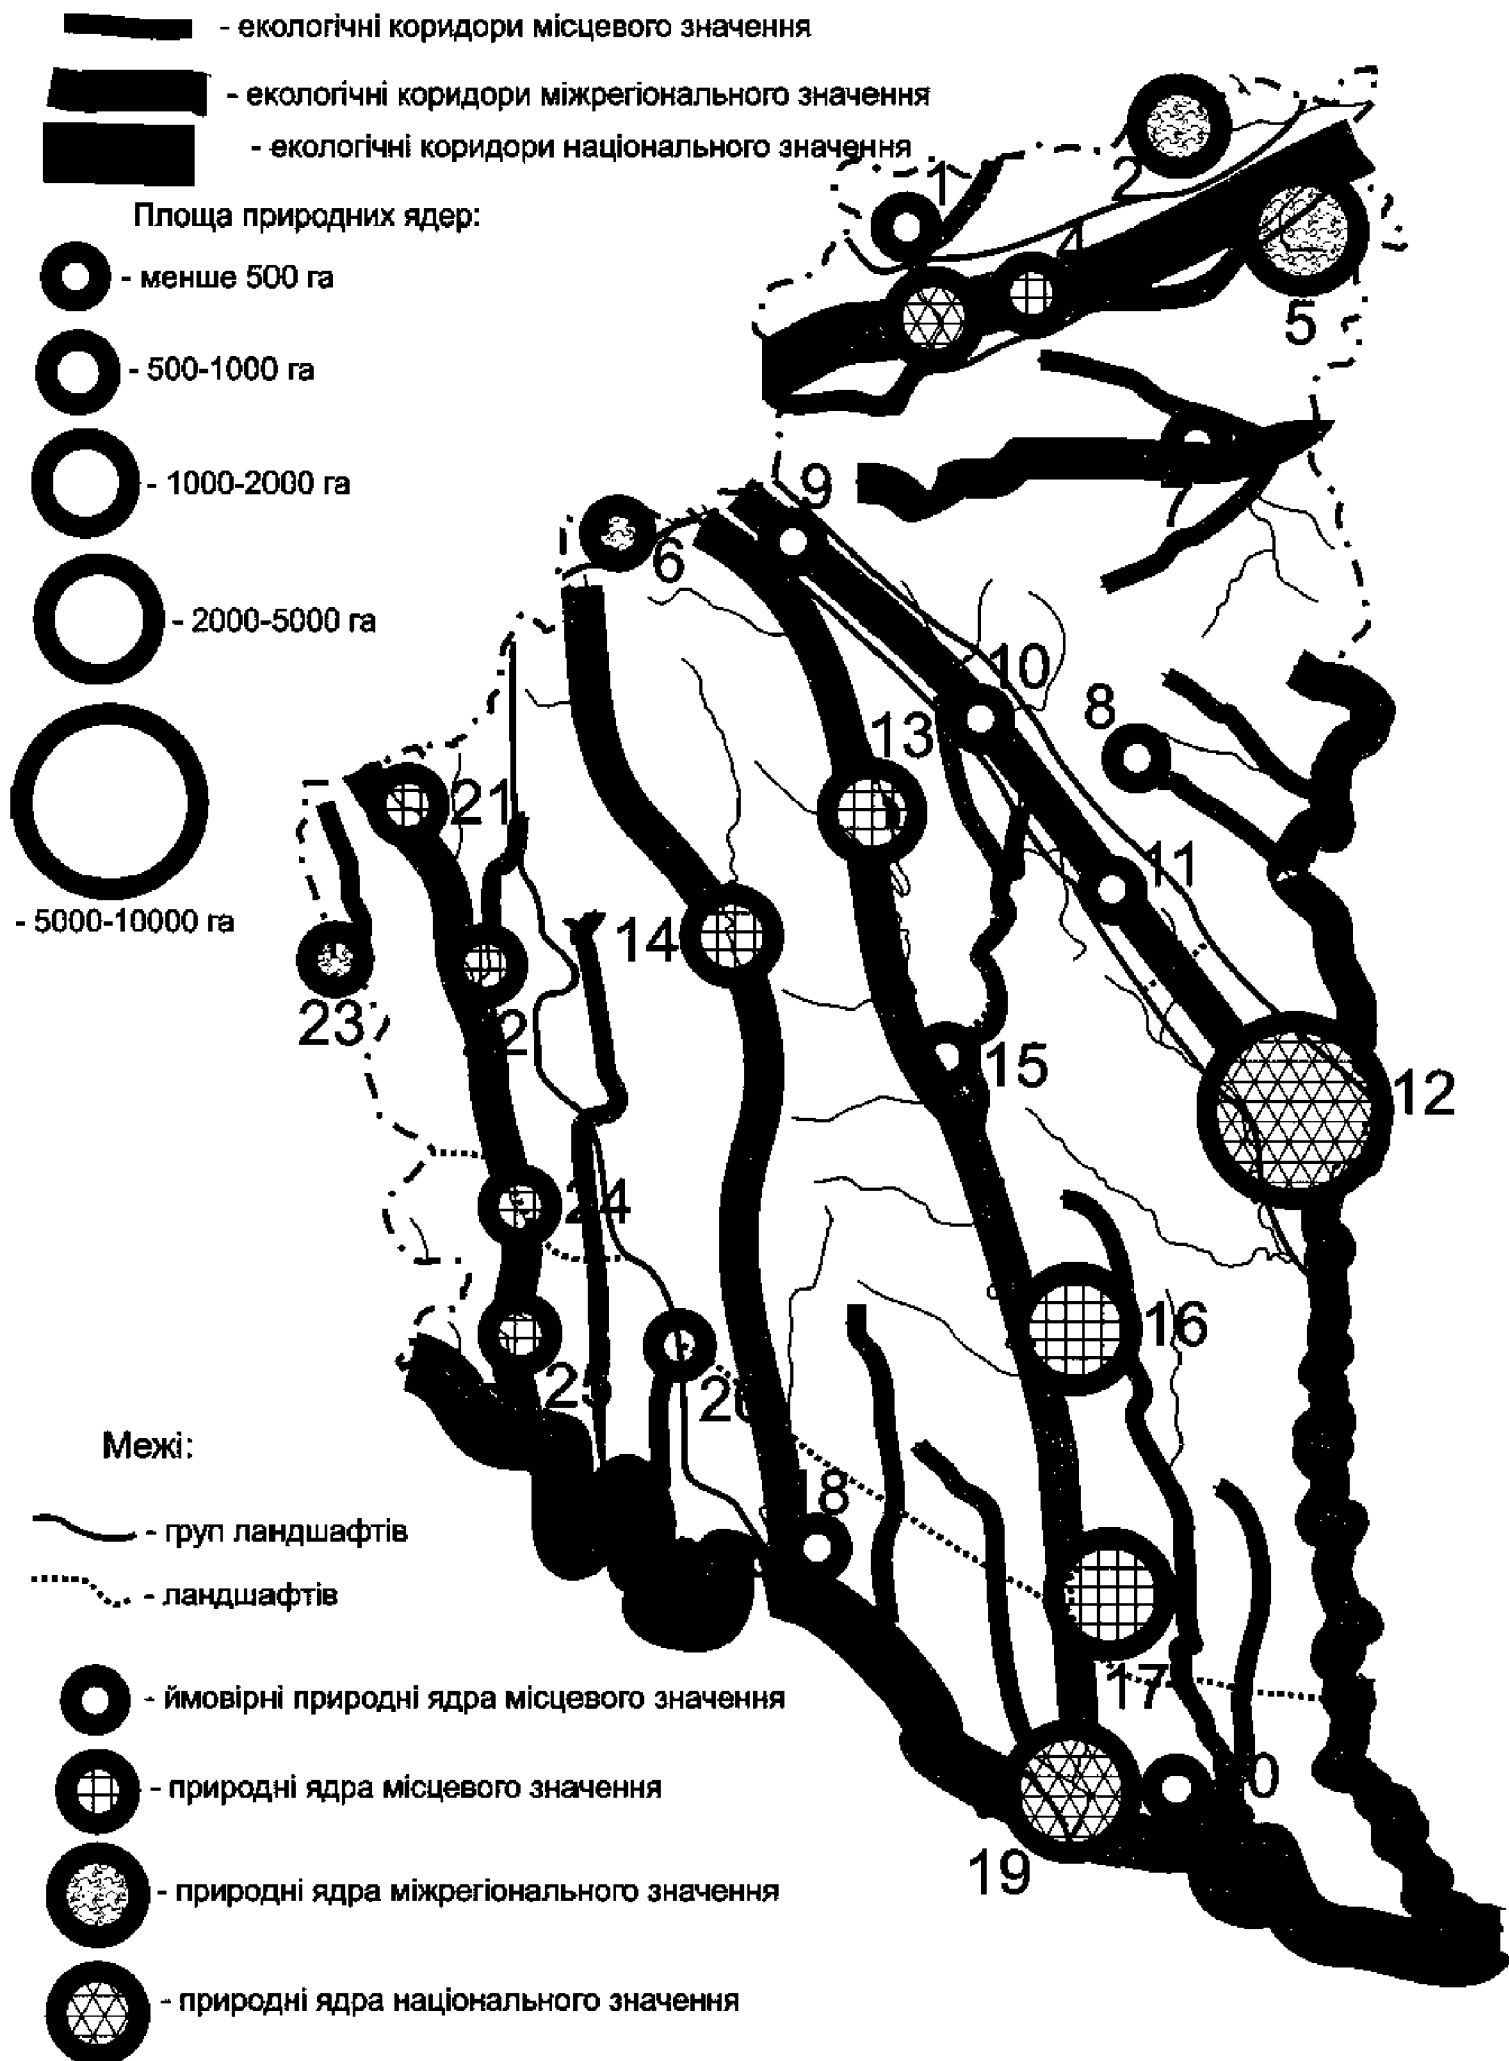 - екологічні коридори місцевого значення
- екологічні коридори міжрегіонального значення
- екологічні коридори національного значення
Площа природних ядер:
- менше 500 га
- 500-1000 га
- 1000-2000 га
- 2000-5000 га
- 5000-10000 га
1
2
4
5
9
7
6
10
8
13
21
11
14
23
15
12
24
16
25
18
17
19
Межі:
- груп ландшафтів
- ландшафтів
- ймовірні природні ядра місцевого значення
- природні ядра місцевого значення
- природні ядра міжрегіонального значення
- природні ядра національного значення